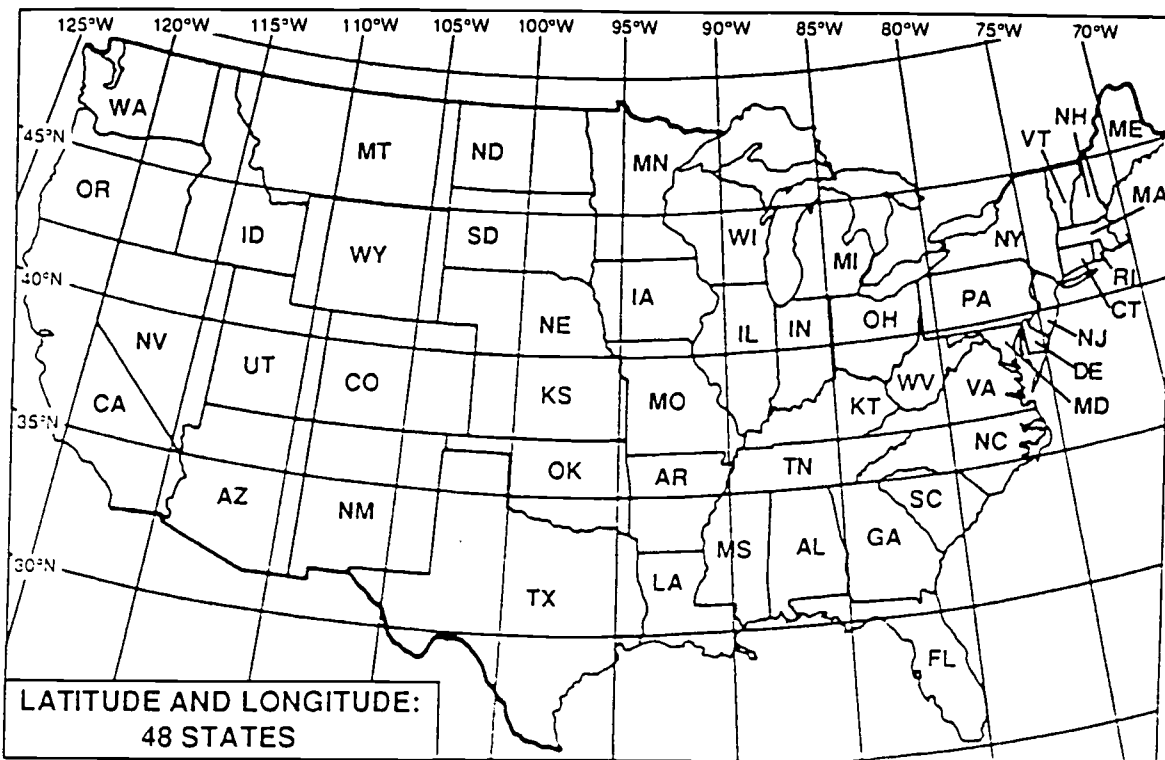 125°W 120°W 115°W 110°W 105°W 100°W 95°W 90°W 85°W 80°W 75°W 70°W
WA
MT
ND
MN
VT
NH
ME
45°N
OR
ID
WY
SD
WI
MI
NY
MA
RI
CT
40°N
NV
UT
CO
NE
IA
IL
IN
OH
PA
NJ
DE
MD
CA
KS
MO
KT
WV
VA
35°N
AZ
NM
OK
AR
TN
NC
SC
30°N
TX
LA
MS
AL
GA
FL
LATITUDE AND LONGITUDE:
48 STATES